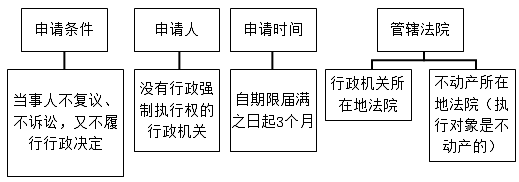 申请条件
申请人
申请时间
管辖法院
当事人不复议、
不诉讼，又不履
行行政决定
没有行政强
制执行权的
行政机关
自期限届满
之日起3个月
行政机关所
在地法院
不动产所在
地法院（执
行对象是不
动产的）